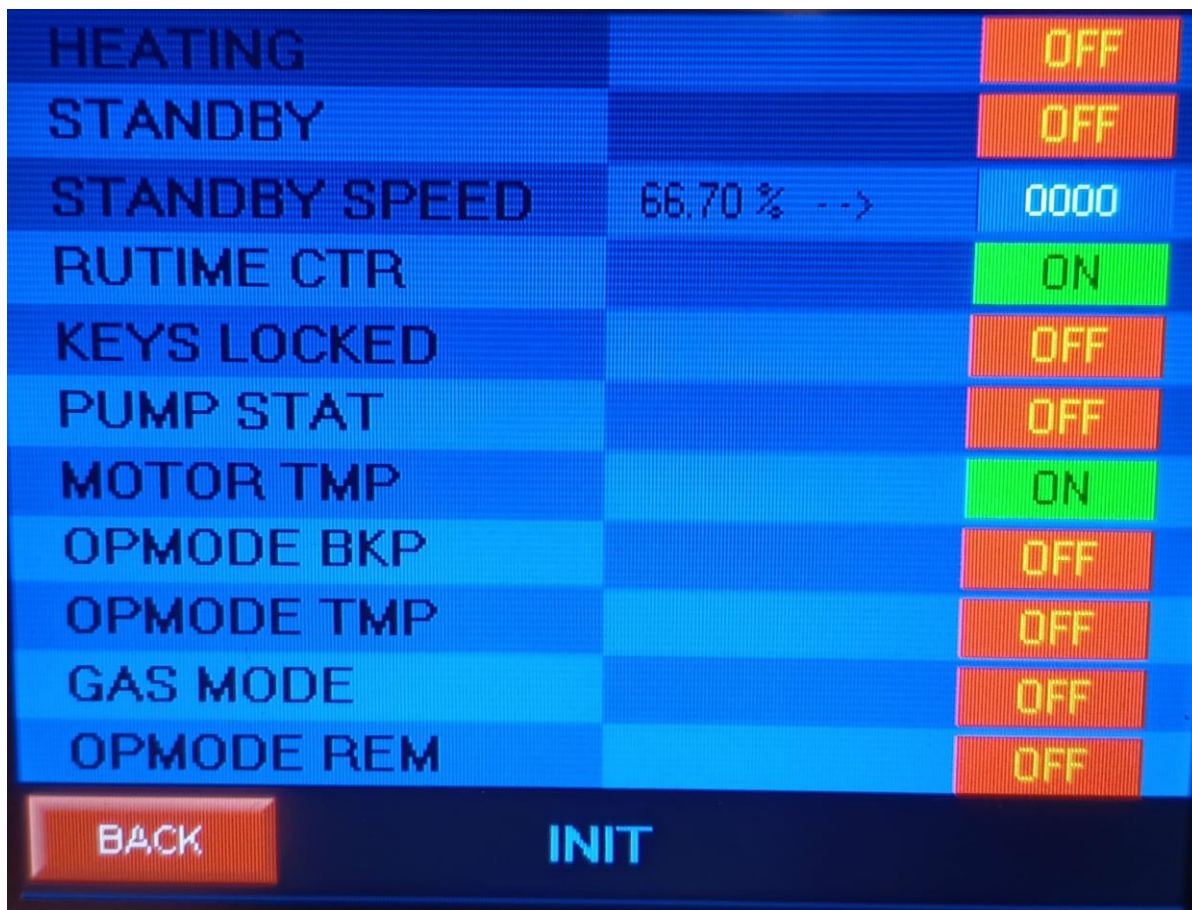 HEATING OFF
STANDBY OFF
STANDBY SPEED 66.70 % --> 0000
RUTIME CTR ON
KEYS LOCKED OFF
PUMP STAT OFF
MOTOR TMP ON
OPMODE BKP OFF
OPMODE TMP OFF
GAS MODE OFF
OPMODE REM OFF
BACK INIT